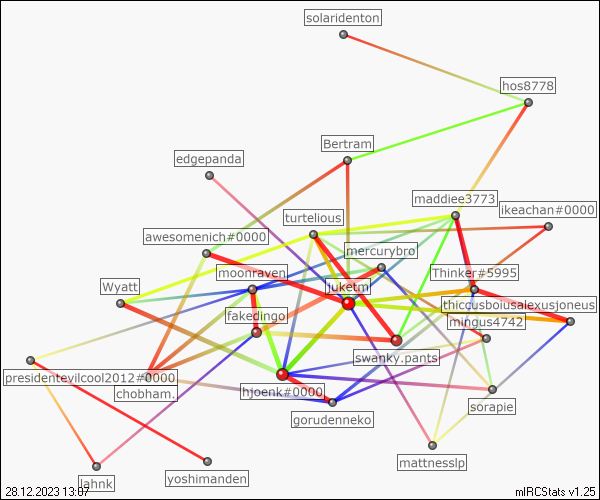 solaridenton
hos8778
Bertram
edgepanda
maddiee3773
ikeachan#0000
turtelious
awesomenich#0000
mercurybro
moonraven
Thinker#5995
juketm
Wyatt
thiccusboiusalexusjoneus
fakedingo
mingus4742
swanky.pants
presidentevilcool2012#0000
chobham.
hjoenk#0000
sorapie
gorudenneko
mattnesslp
lahnk
yoshimanden
28.12.2023 13:07
mIRCStats v1.25